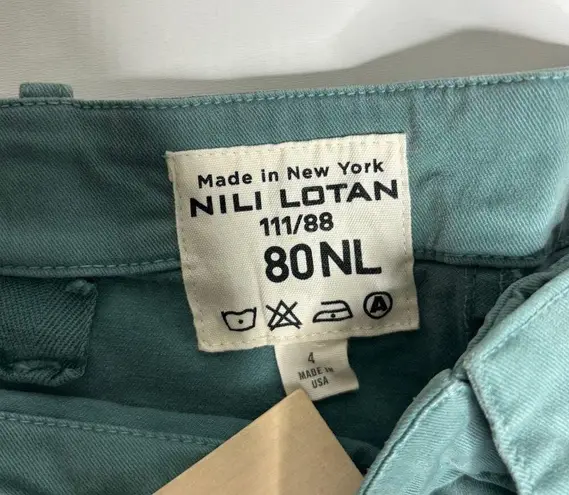 Made in New York
NILI LOTAN
111/88
80NL
A
4
MADE IN
USA